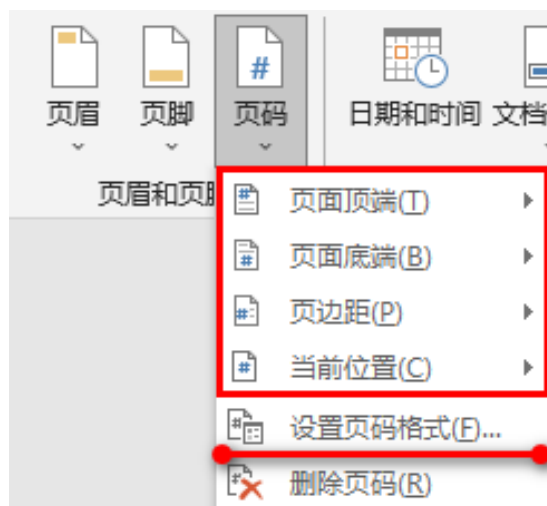 页眉 页脚 页码 日期和时间 文档
页眉和页脚
页面顶端(T)
页面底端(B)
页边距(P)
当前位置(C)
设置页码格式(F)...
删除页码(R)